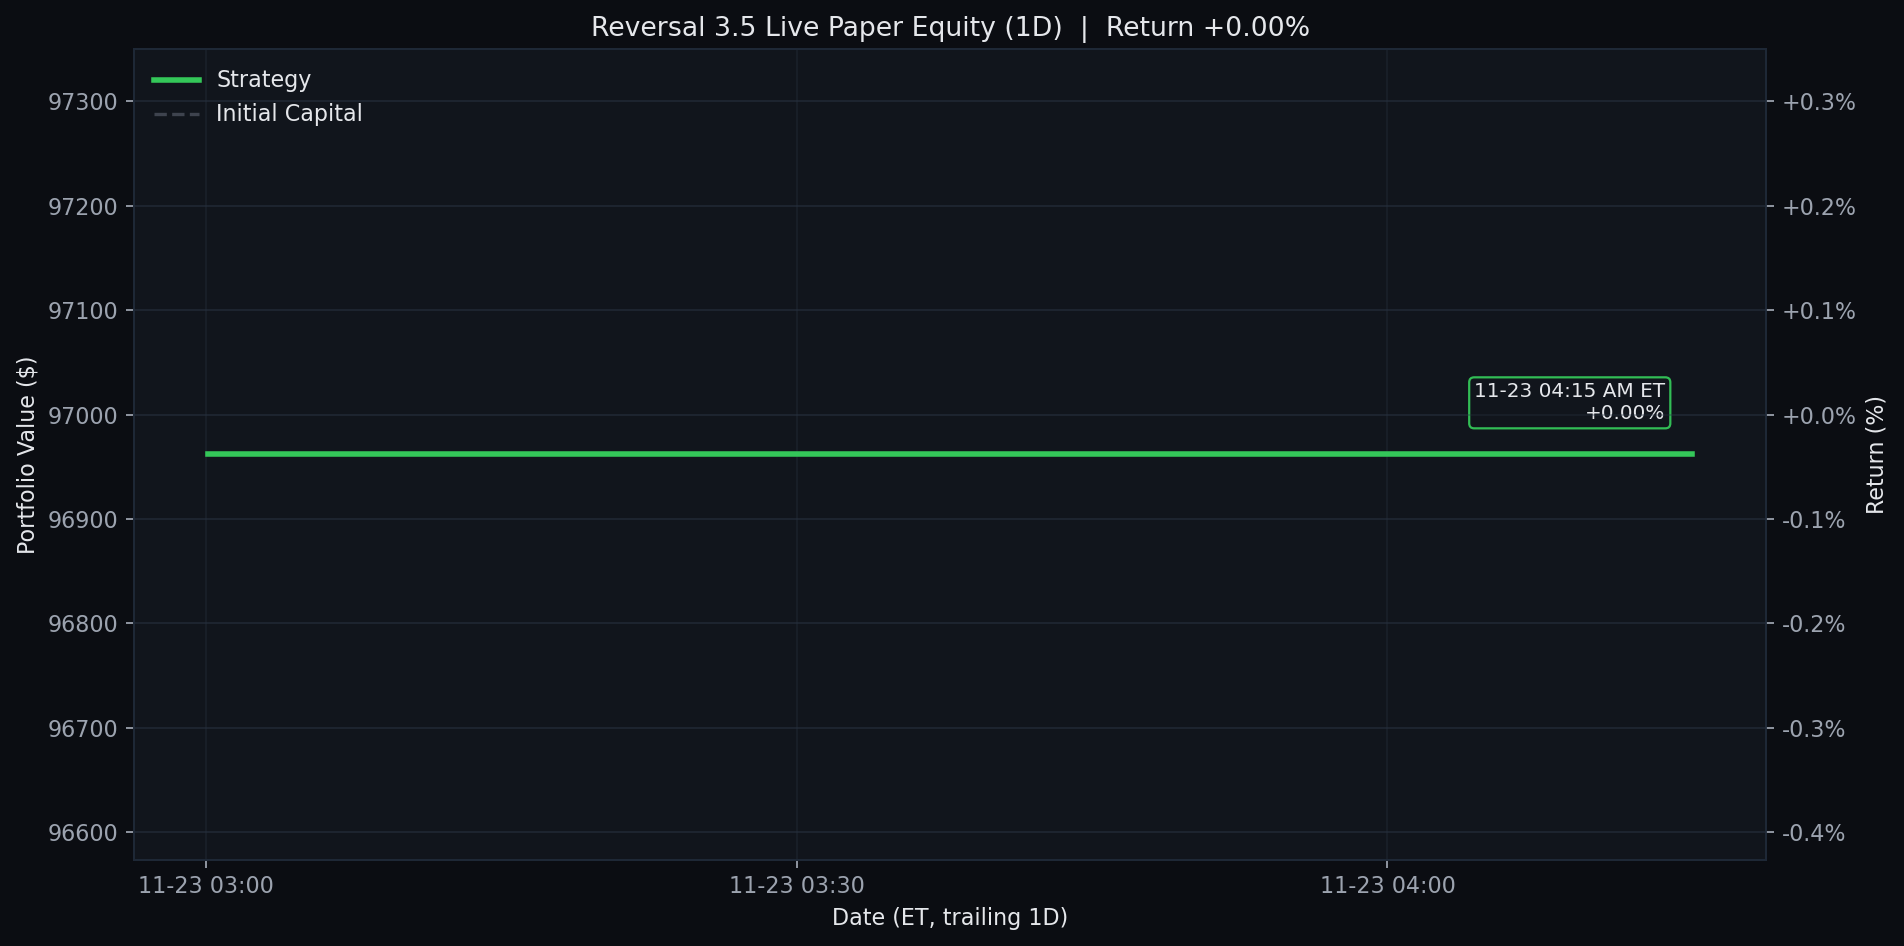 Reversal 3.5 Live Paper Equity (1D)  |  Return +0.00%
Strategy
Initial Capital
97300
97200
97100
97000
96900
96800
96700
96600
Portfolio Value ($)
11-23 04:15 AM ET
+0.00%
+0.3%
+0.2%
+0.1%
+0.0%
-0.1%
-0.2%
-0.3%
-0.4%
Return (%)
11-23 03:00
11-23 03:30
11-23 04:00
Date (ET, trailing 1D)